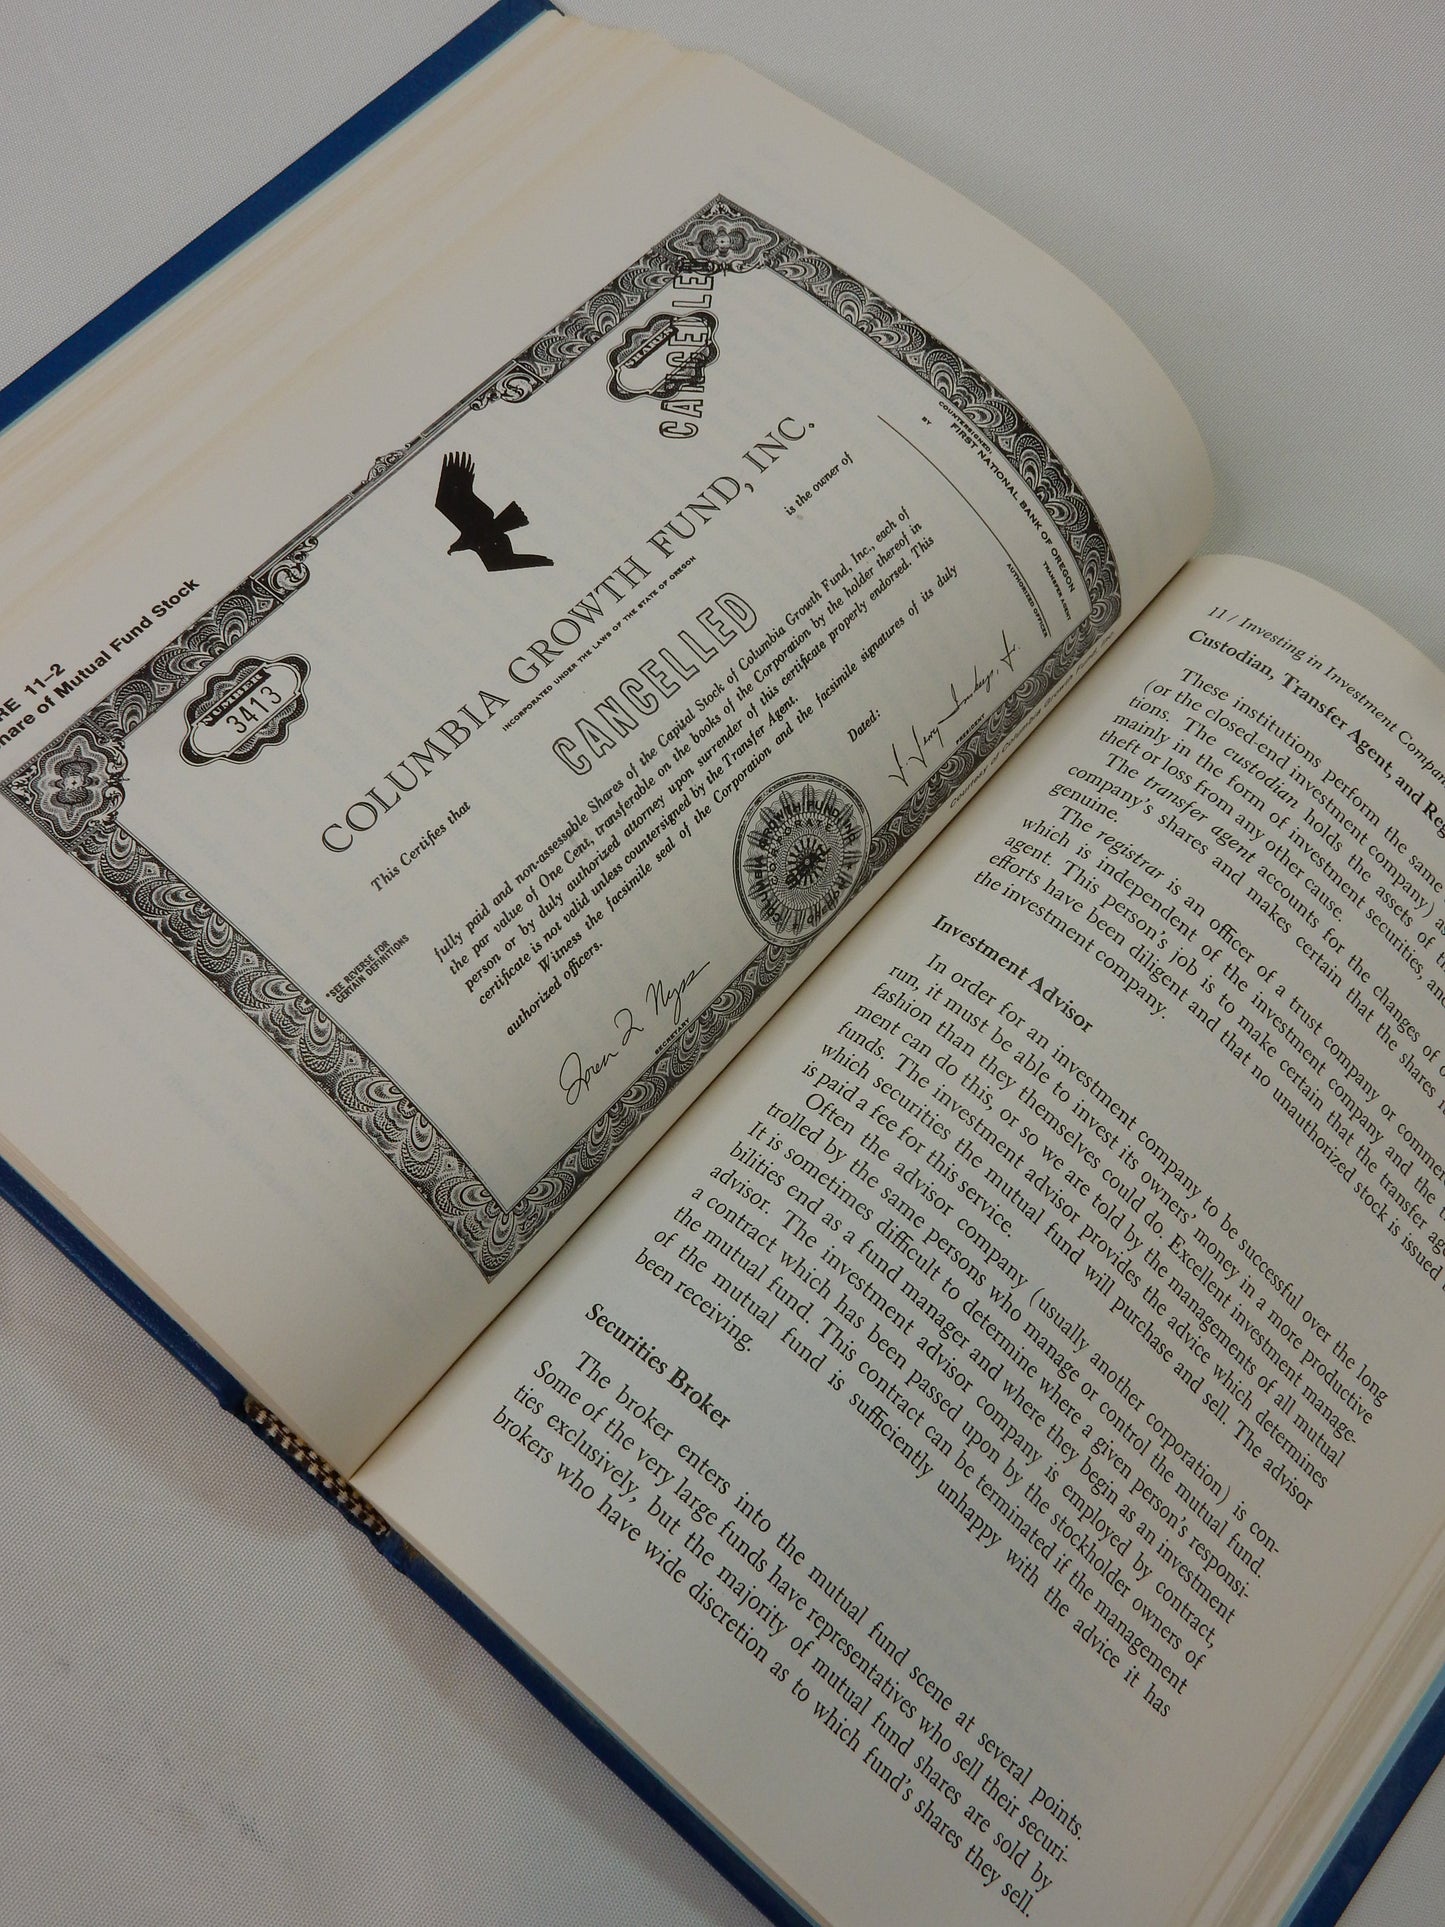 RE 11–2
hare of Mutual Fund Stock
NUMBER
3413
SHARES
CANCELLED
COLUMBIA GROWTH FUND, INC.
INCORPORATED UNDER THE LAWS OF THE STATE OF OREGON
This Certifies that
is the owner of
CANCELLED
*SEE REVERSE FOR
CERTAIN DEFINITIONS
fully paid and non-assessable Shares of the Capital Stock of Columbia Growth Fund, Inc., each of
the par value of One Cent, transferable on the books of the Corporation by the holder thereof in
person or by duly authorized attorney upon surrender of this certificate properly endorsed. This
certificate is not valid unless countersigned by the Transfer Agent.
Witness the facsimile seal of the Corporation and the facsimile signatures of its duly
authorized officers.
Dated:
SECRETARY
PRESIDENT
COUNTERSIGNED:
FIRST NATIONAL BANK OF OREGON
TRANSFER AGENT
BY
AUTHORIZED OFFICER
Courtesy of Columbia Growth Fund, Inc.
11 / Investing in Investment Compan
Custodian, Transfer Agent, and Reg
These institutions perform the same
(or the closed-end investment company) as
tions. The custodian holds the assets of th
mainly in the form of investment securities, and
theft or loss from any other cause.
The transfer agent accounts for the changes of
company's shares and makes certain that the shares
genuine.
The registrar is an officer of a trust company or commerc
which is independent of the investment company and the
agent. This person's job is to make certain that the transfer age
efforts have been diligent and that no unauthorized stock is issued
the investment company.
Investment Advisor
In order for an investment company to be successful over the long
run, it must be able to invest its owners' money in a more productive
fashion than they themselves could do. Excellent investment manage-
ment can do this, or so we are told by the managements of all mutual
funds. The investment advisor provides the advice which determines
which securities the mutual fund will purchase and sell. The advisor
is paid a fee for this service.
Often the advisor company (usually another corporation) is con-
trolled by the same persons who manage or control the mutual fund.
It is sometimes difficult to determine where a given person's responsi-
bilities end as a fund manager and where they begin as an investment
advisor. The investment advisor company is employed by contract,
a contract which has been passed upon by the stockholder owners of
the mutual fund. This contract can be terminated if the management
of the mutual fund is sufficiently unhappy with the advice it has
been receiving.
Securities Broker
The broker enters into the mutual fund scene at several points.
Some of the very large funds have representatives who sell their securi-
ties exclusively, but the majority of mutual fund shares are sold by
brokers who have wide discretion as to which fund's shares they sell.